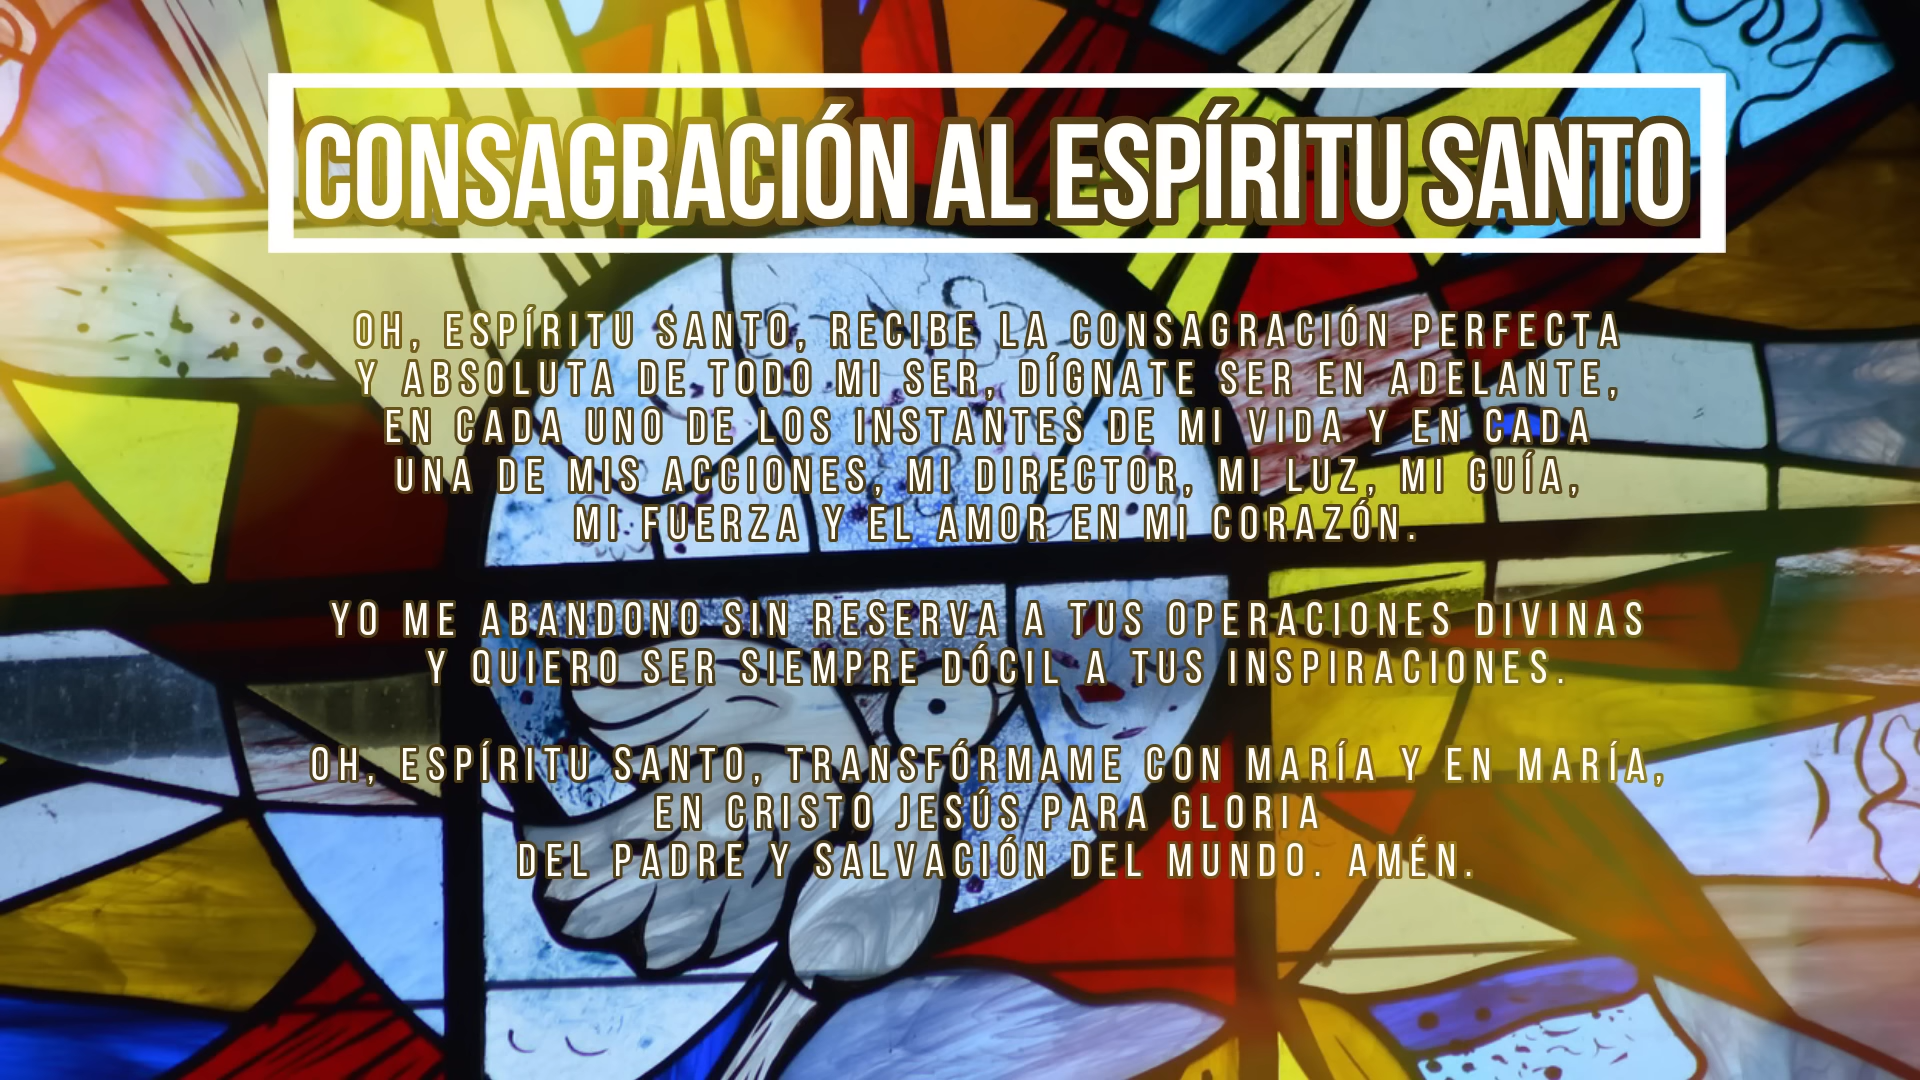 CONSAGRACIÓN AL ESPÍRITU SANTO
OH, ESPÍRITU SANTO, RECIBE LA CONSAGRACIÓN PERFECTA
Y ABSOLUTA DE TODO MI SER, DÍGNATE SER EN ADELANTE,
EN CADA UNO DE LOS INSTANTES DE MI VIDA Y EN CADA
UNA DE MIS ACCIONES, MI DIRECTOR, MI LUZ, MI GUÍA,
MI FUERZA Y EL AMOR EN MI CORAZÓN.
YO ME ABANDONO SIN RESERVA A TUS OPERACIONES DIVINAS
Y QUIERO SER SIEMPRE DÓCIL A TUS INSPIRACIONES.
OH, ESPÍRITU SANTO, TRANSFÓRMAME CON MARÍA Y EN MARÍA,
EN CRISTO JESÚS PARA GLORIA
DEL PADRE Y SALVACIÓN DEL MUNDO. AMÉN.